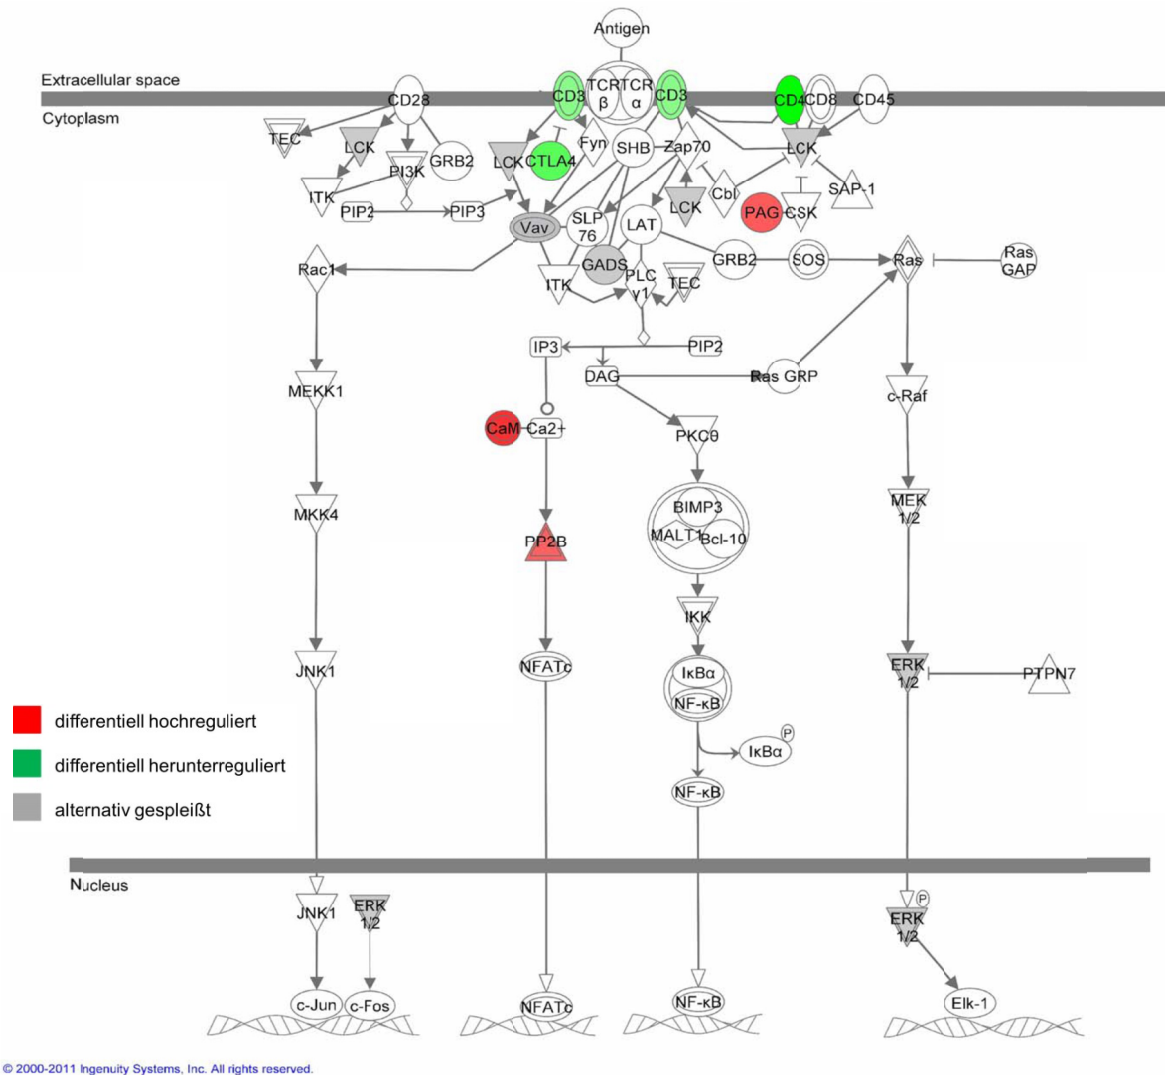 Antigen
Extracellular space
Cytoplasm
CD28
CD3
TCR
β
TCR
α
CD3
CD4
CD8
CD45
TEC
LCK
PI3K
GRB2
ITK
PIP2
PIP3
LCK
CTLA4
Fyn
SHB
Zap70
LCK
Cbl
LCK
SAP-1
PAG
CSK
Vav
SLP
76
LAT
GADS
ITK
PLC
γ1
TEC
GRB2
SOS
Ras
Ras
GAP
Rac1
IP3
PIP2
DAG
Ras GRP
MEKK1
c-Raf
CaM
Ca2+
PKCθ
MKK4
BIMP3
MALT1
Bcl-10
MEK
1/2
PP2B
IKK
JNK1
NFATc
IκBα
NF-κB
ERK
1/2
PTPN7
P
IκBα
NF-κB
differentiell hochreguliert
differentiell herunterreguliert
alternativ gespleißt
Nucleus
JNK1
ERK
1/2
P
ERK
1/2
c-Jun
c-Fos
NFATc
NF-κB
Elk-1
© 2000-2011 Ingenuity Systems, Inc. All rights reserved.